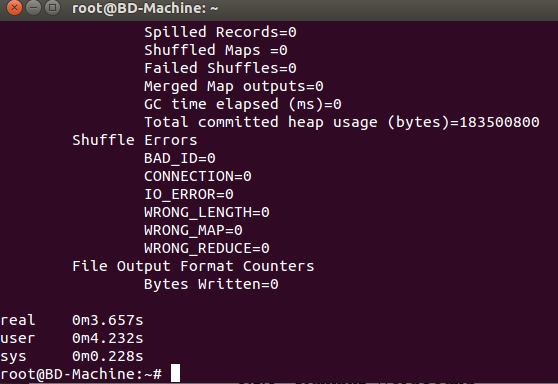 root@BD-Machine: ~
Spilled Records=0
Shuffled Maps =0
Failed Shuffles=0
Merged Map outputs=0
GC time elapsed (ms)=0
Total committed heap usage (bytes)=183500800
Shuffle Errors
BAD_ID=0
CONNECTION=0
IO_ERROR=0
WRONG_LENGTH=0
WRONG_MAP=0
WRONG_REDUCE=0
File Output Format Counters
Bytes Written=0
real 0m3.657s
user 0m4.232s
sys 0m0.228s
root@BD-Machine:~#